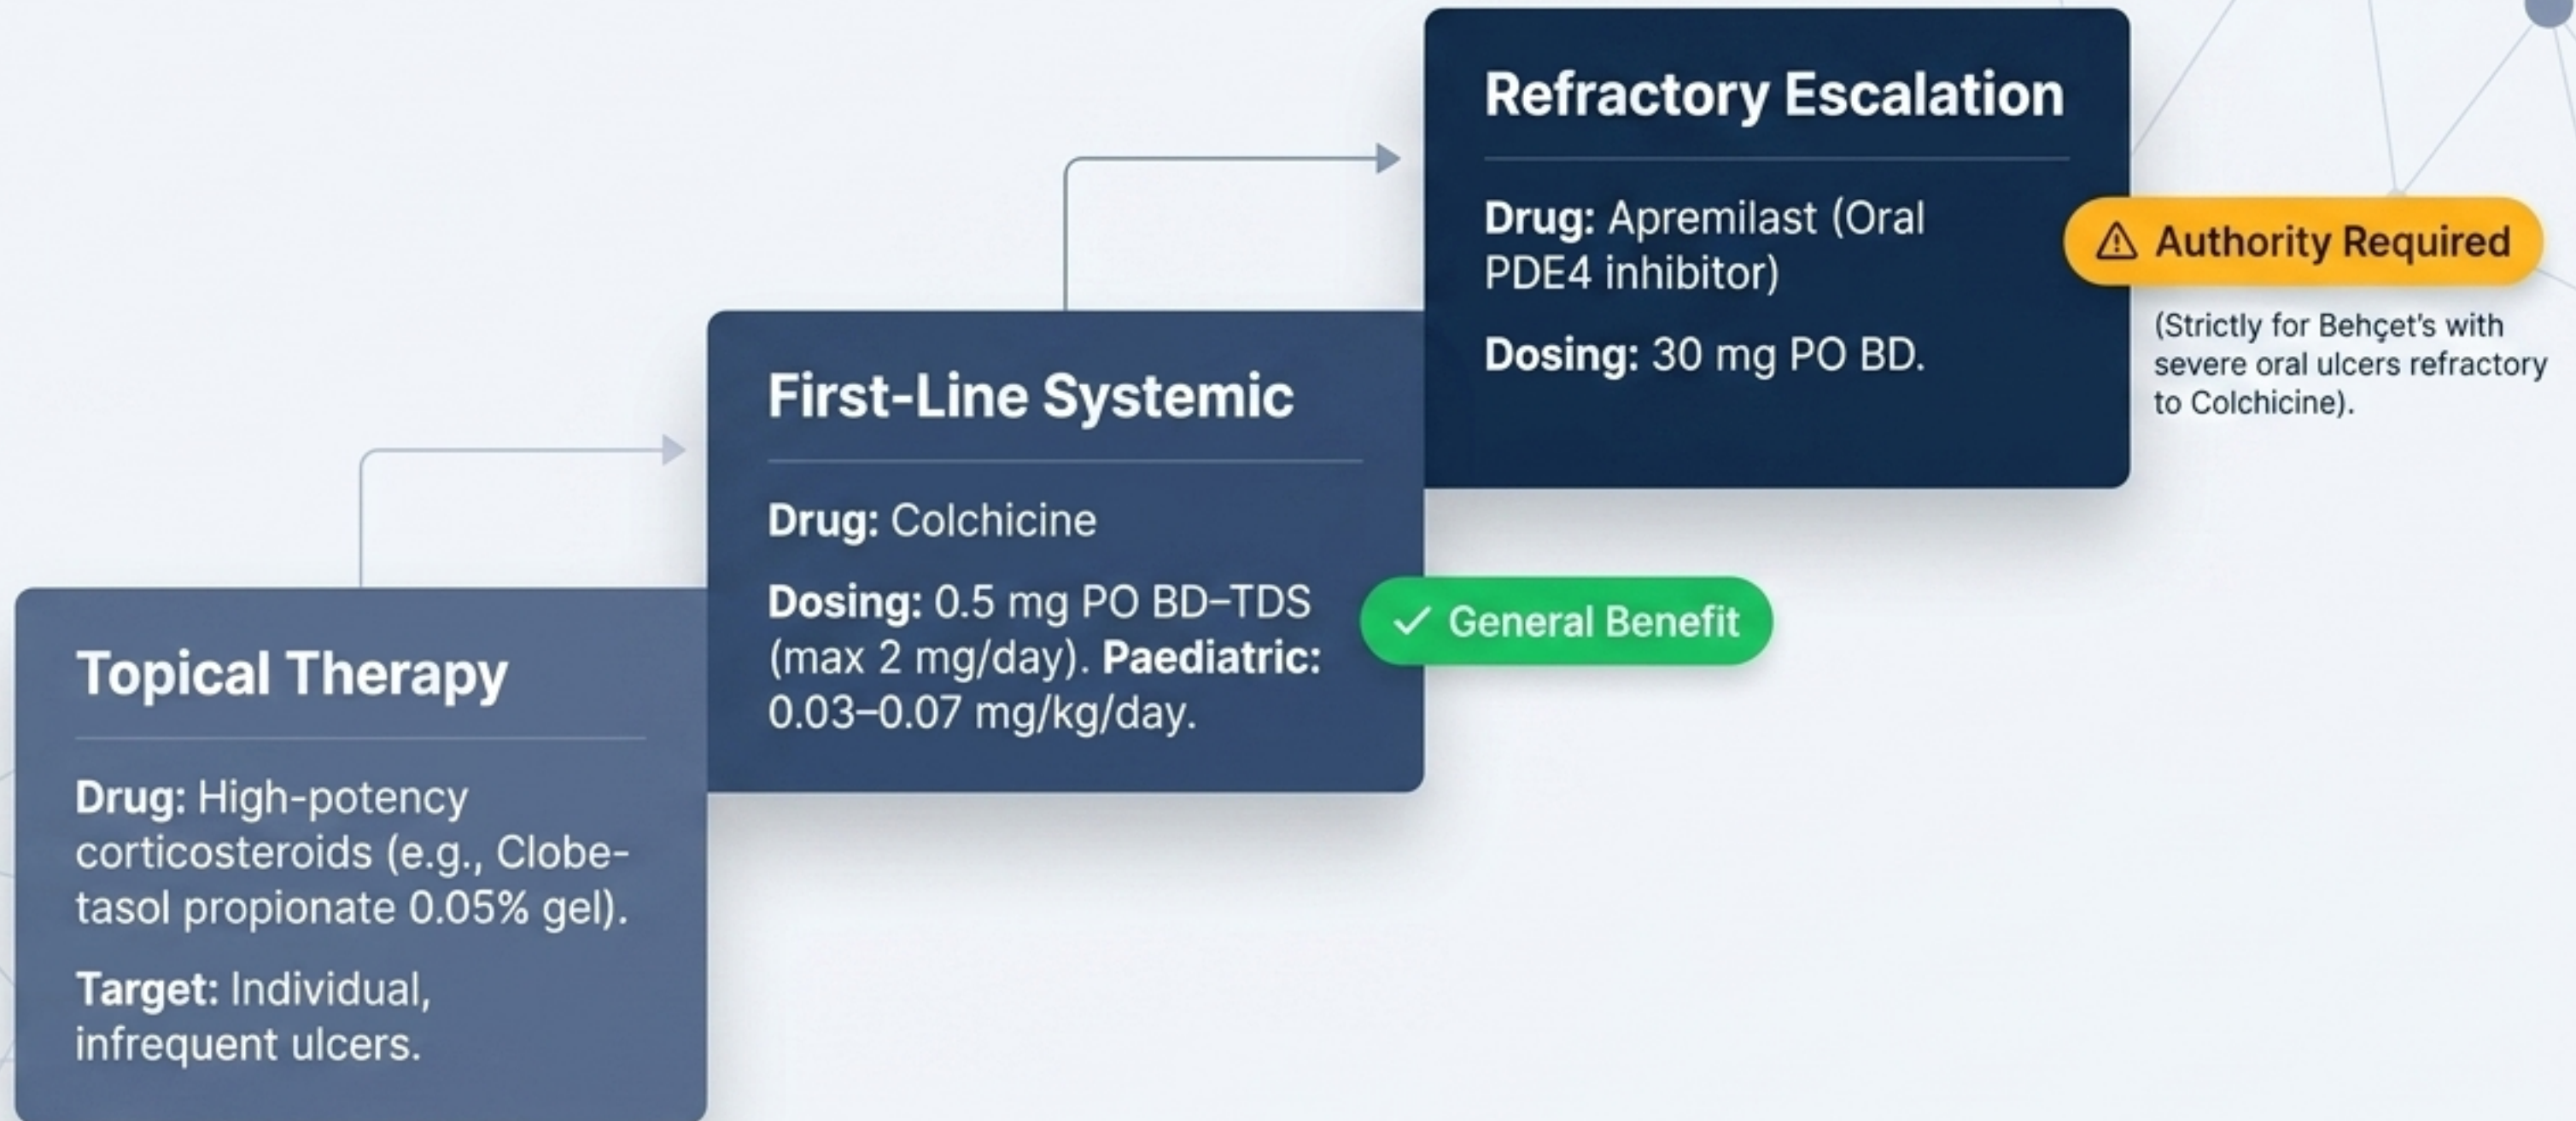 Refractory Escalation
Drug: Apremilast (Oral
PDE4 inhibitor)
Dosing: 30 mg PO BD.
Authority Required
(Strictly for Behçet's with
severe oral ulcers refractory
to Colchicine).
First-Line Systemic
Drug: Colchicine
Dosing: 0.5 mg PO BD–TDS
(max 2 mg/day). Paediatric:
0.03–0.07 mg/kg/day.
General Benefit
Topical Therapy
Drug: High-potency
corticosteroids (e.g., Clobe-
tasol propionate 0.05% gel).
Target: Individual,
infrequent ulcers.